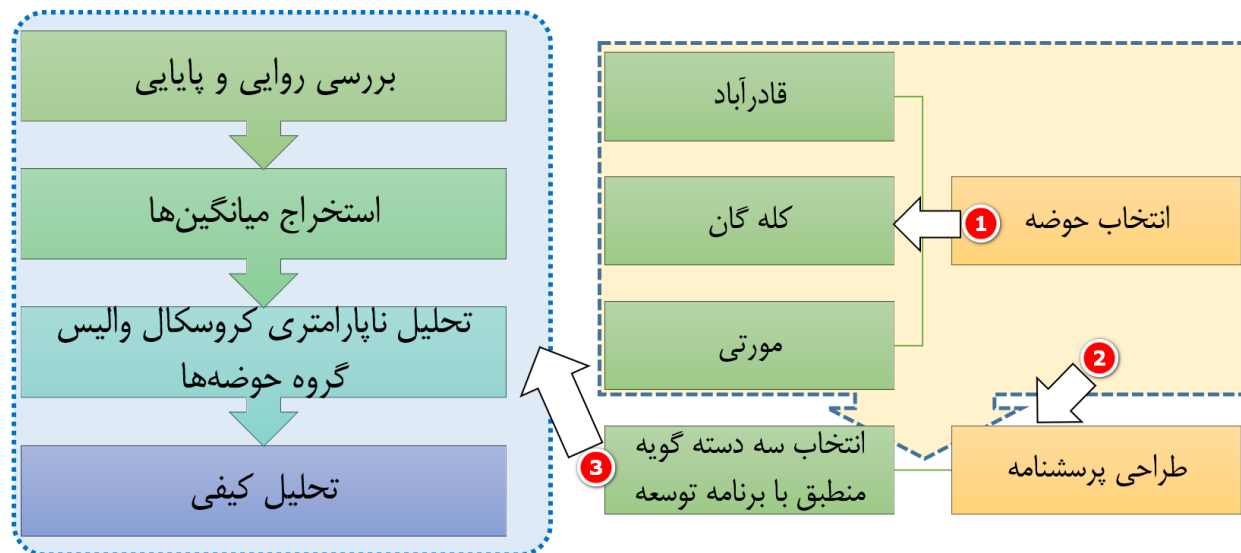 انتخاب حوضه
1
قادرآباد
کله گان
مورتی
2
طراحی پرسشنامه
انتخاب سه دسته گویه
منطبق با برنامه توسعه
3
بررسی روایی و پایایی
استخراج میانگین‌ها
تحلیل ناپارامتری کروسکال والیس
گروه حوضه‌ها
تحلیل کیفی